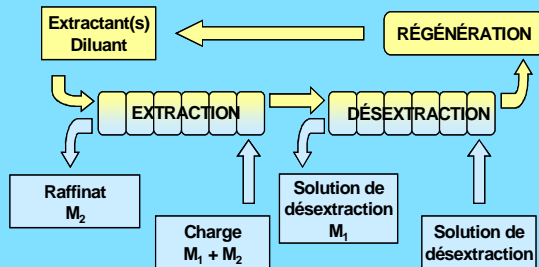 Extractant(s)
Diluant
RÉGÉNÉRATION
EXTRACTION
DÉSEXTRACTION
Raffinat
M₂
Charge
M₁ + M₂
Solution de
désextraction
M₁
Solution de
désextraction